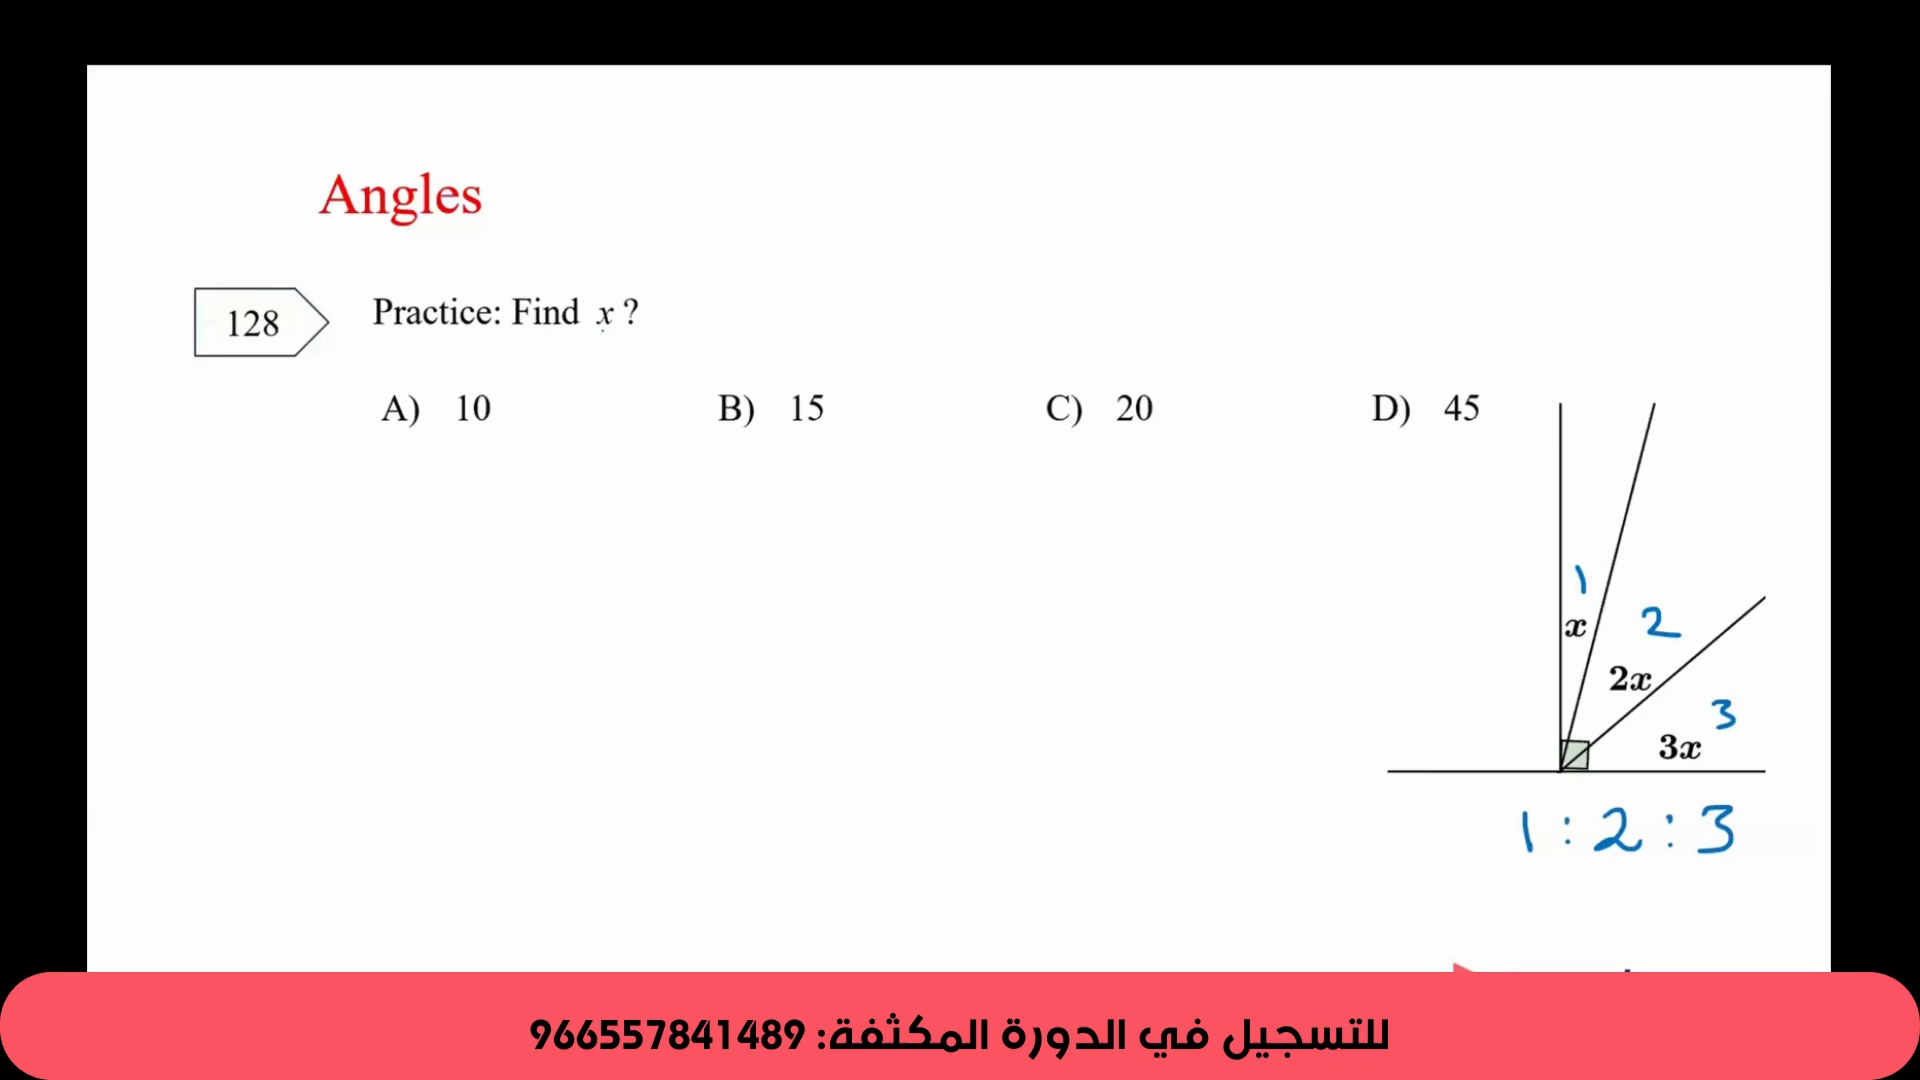 Angles
128
Practice: Find x ?
A) 10 B) 15 C) 20 D) 45
1
x
2
2x
3
3x
1 : 2 : 3
للتسجيل في الدورة المكثفة: 966557841489